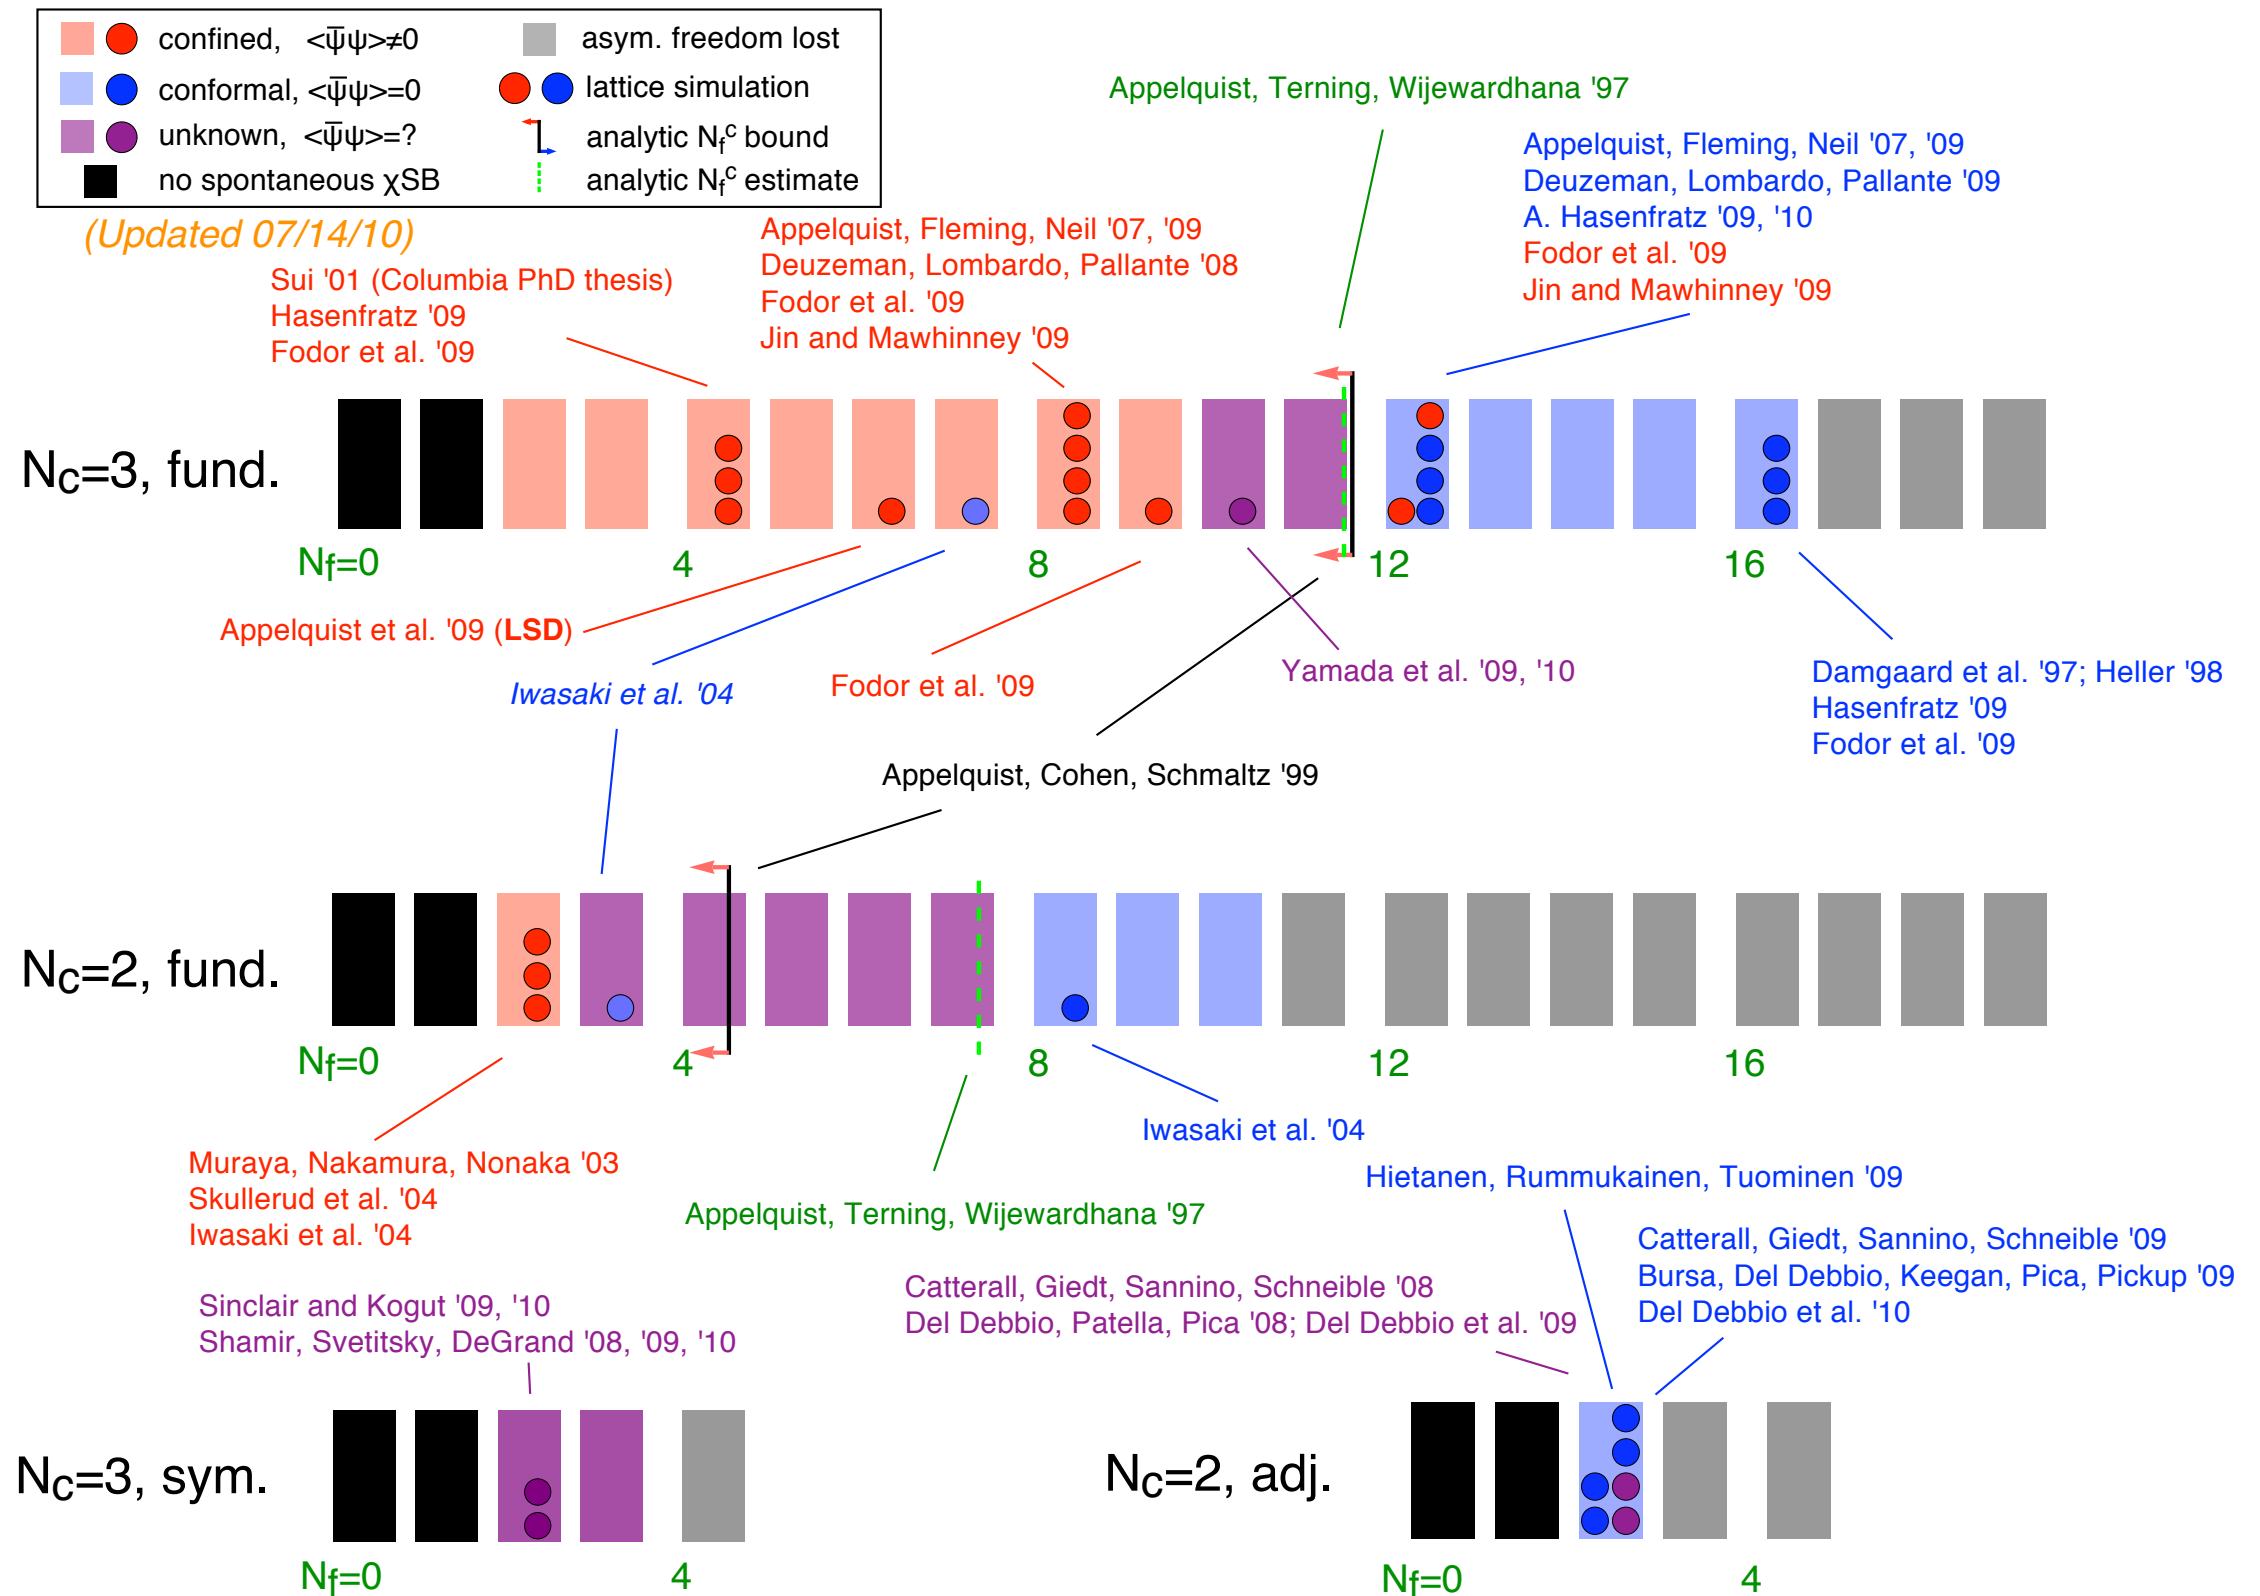 confined, <ψ̅ψ>≠0
conformal, <ψ̅ψ>=0
unknown, <ψ̅ψ>=?
no spontaneous χSB
asym. freedom lost
lattice simulation
analytic Nfc bound
analytic Nfc estimate
(Updated 07/14/10)
Appelquist, Terning, Wijewardhana '97
Appelquist, Fleming, Neil '07, '09
Deuzeman, Lombardo, Pallante '09
A. Hasenfratz '09, '10
Fodor et al. '09
Jin and Mawhinney '09
Appelquist, Fleming, Neil '07, '09
Deuzeman, Lombardo, Pallante '08
Fodor et al. '09
Jin and Mawhinney '09
Sui '01 (Columbia PhD thesis)
Hasenfratz '09
Fodor et al. '09
Nc=3, fund.
Nf=0 4 8 12 16
Appelquist et al. '09 (LSD)
Iwasaki et al. '04
Fodor et al. '09
Yamada et al. '09, '10
Damgaard et al. '97; Heller '98
Hasenfratz '09
Fodor et al. '09
Appelquist, Cohen, Schmaltz '99
Nc=2, fund.
Nf=0 4 8 12 16
Iwasaki et al. '04
Muraya, Nakamura, Nonaka '03
Skullerud et al. '04
Iwasaki et al. '04
Appelquist, Terning, Wijewardhana '97
Hietanen, Rummukainen, Tuominen '09
Catterall, Giedt, Sannino, Schneible '09
Bursa, Del Debbio, Keegan, Pica, Pickup '09
Del Debbio et al. '10
Catterall, Giedt, Sannino, Schneible '08
Del Debbio, Patella, Pica '08; Del Debbio et al. '09
Sinclair and Kogut '09, '10
Shamir, Svetitsky, DeGrand '08, '09, '10
Nc=3, sym.
Nf=0 4
Nc=2, adj.
Nf=0 4